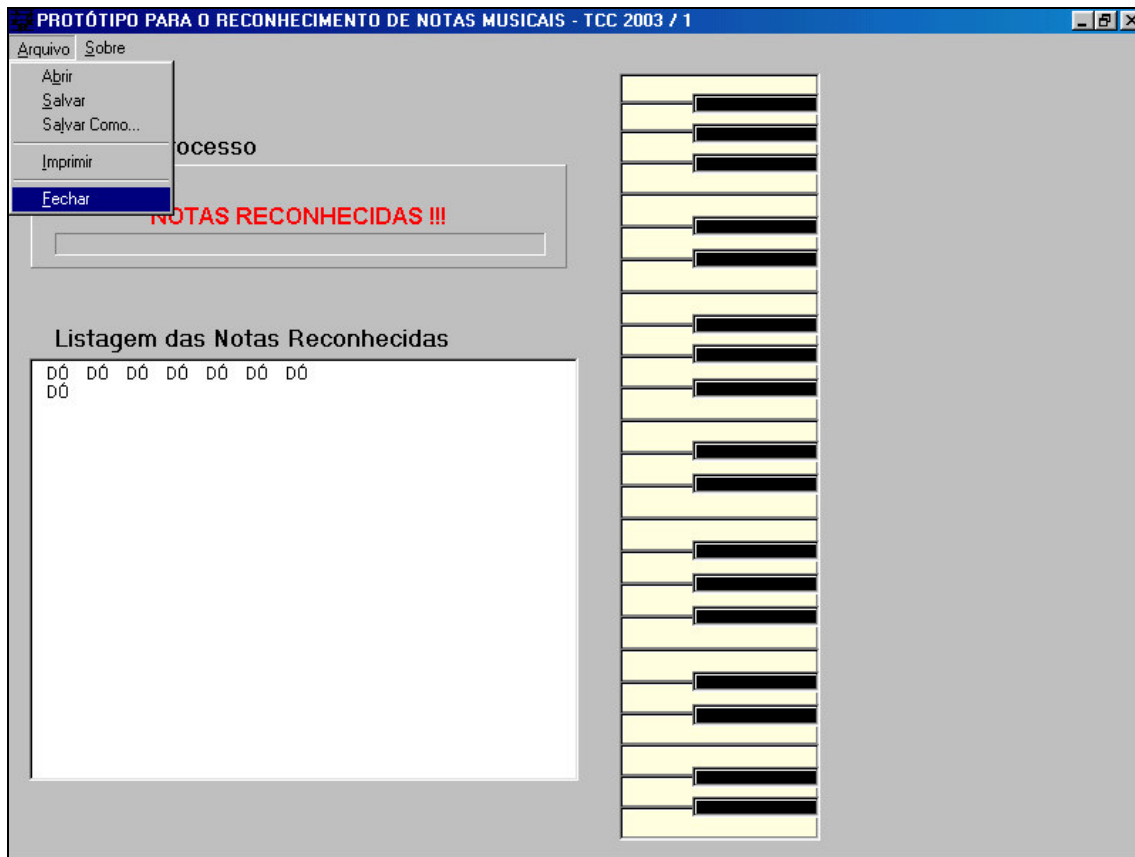 PROTÓTIPO PARA O RECONHECIMENTO DE NOTAS MUSICAIS - TCC 2003 / 1
Arquivo Sobre
Abrir
Salvar
Salvar Como...
Imprimir
Fechar
ocesso
NOTAS RECONHECIDAS !!!
Listagem das Notas Reconhecidas
DÓ DÓ DÓ DÓ DÓ DÓ DÓ
DÓ